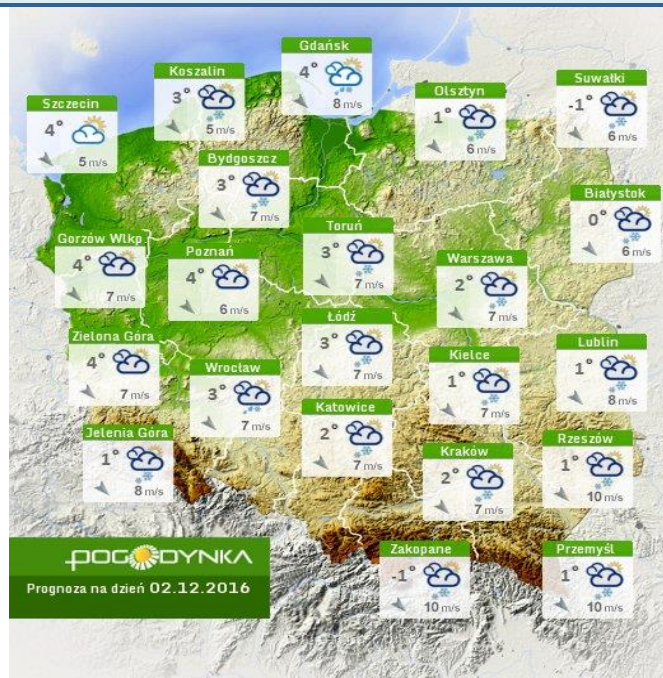 Gdańsk
4° 8 m/s
Koszalin
3° 5 m/s
Suwałki
-1° 6 m/s
Olsztyn
1° 6 m/s
Szczecin
4° 5 m/s
Bydgoszcz
3° 7 m/s
Białystok
0° 6 m/s
Toruń
3° 7 m/s
Gorzów Wlkp
4° 7 m/s
Poznań
4° 6 m/s
Warszawa
2° 7 m/s
Łódź
3° 7 m/s
Zielona Góra
4° 7 m/s
Lublin
1° 8 m/s
Kielce
1° 7 m/s
Wrocław
3° 7 m/s
Katowice
2° 7 m/s
Jelenia Góra
1° 8 m/s
Rzeszów
1° 10 m/s
Kraków
2° 7 m/s
Zakopane
-1° 10 m/s
Przemyśl
1° 10 m/s
POGODYNKA
Prognoza na dzień 02.12.2016